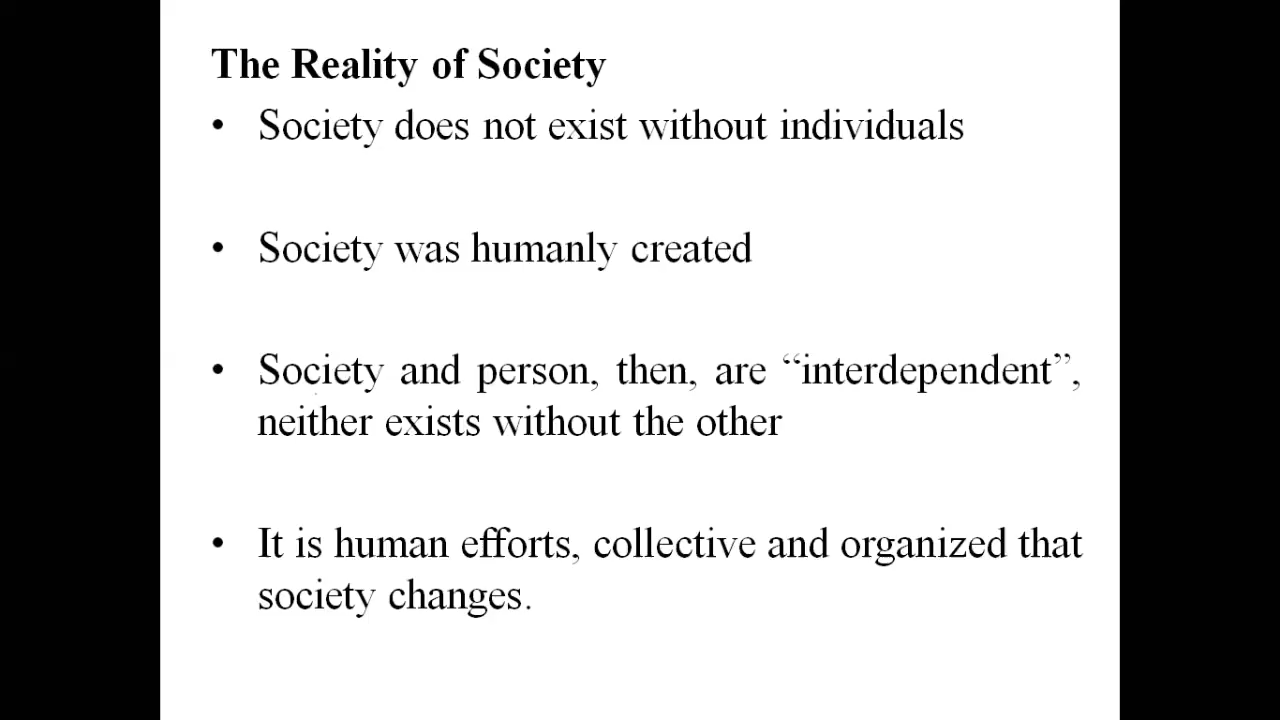 The Reality of Society
• Society does not exist without individuals
• Society was humanly created
• Society and person, then, are “interdependent”,
neither exists without the other
• It is human efforts, collective and organized that
society changes.